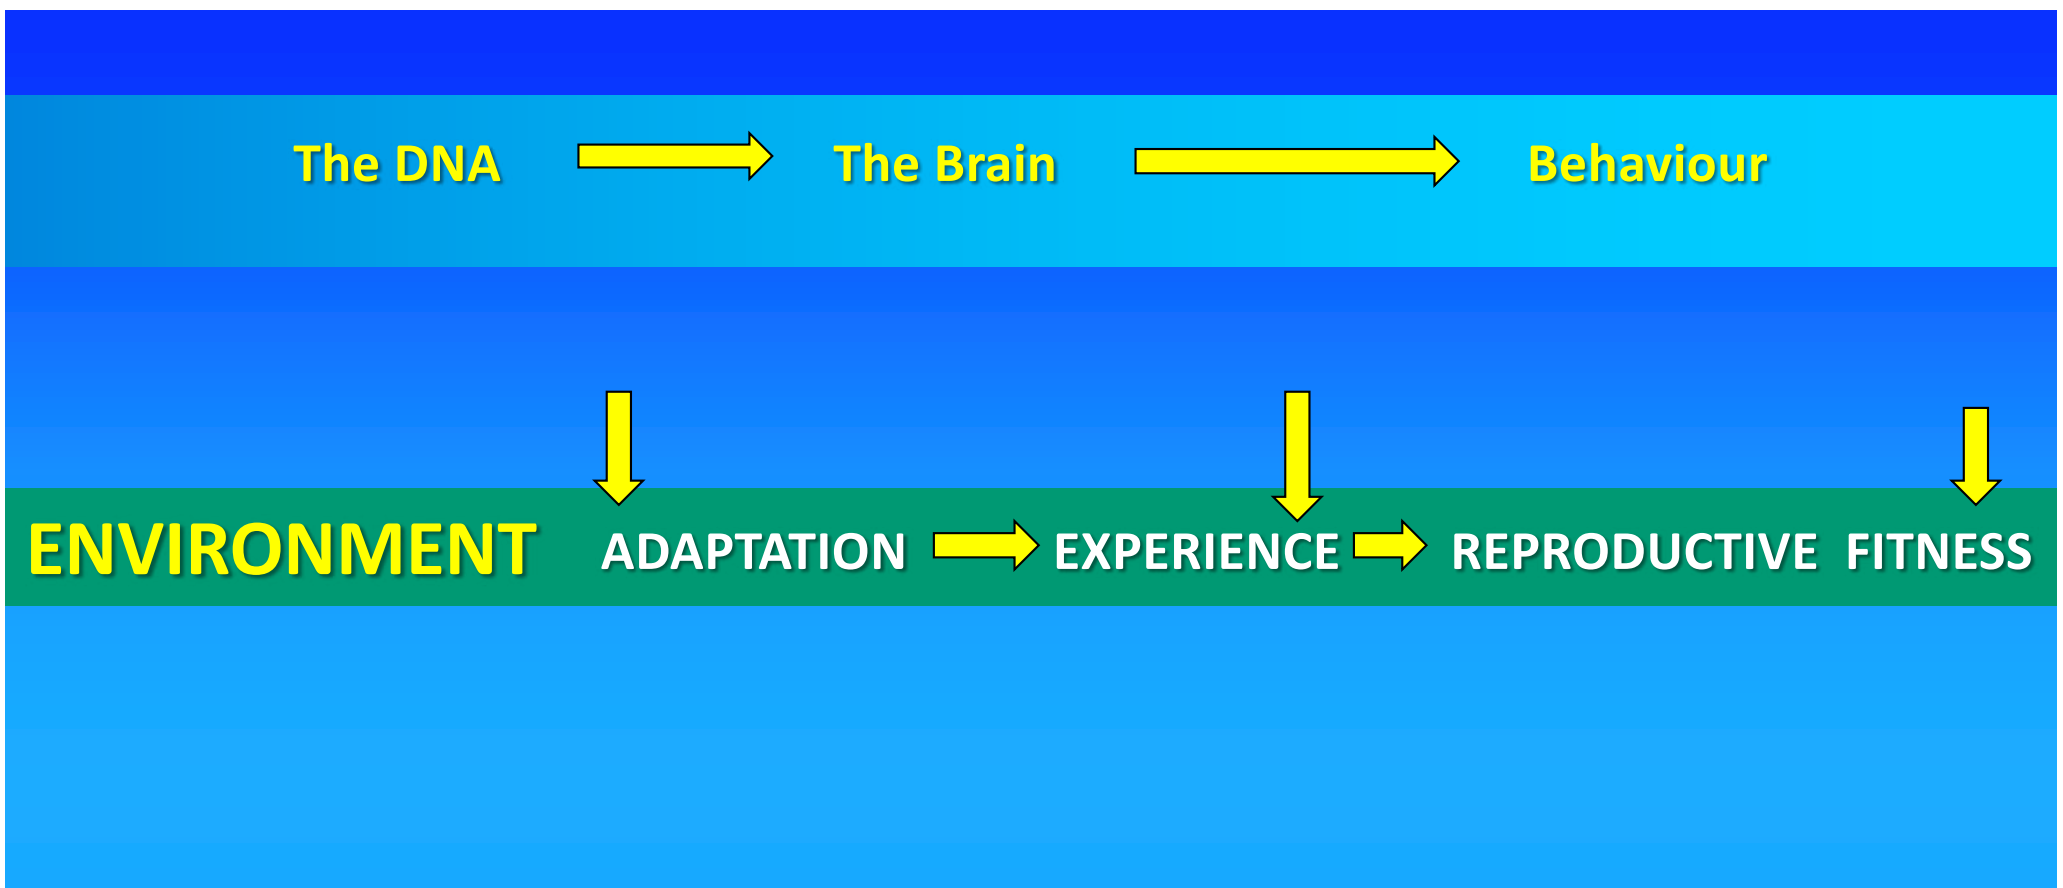 The DNA The Brain Behaviour
ENVIRONMENT ADAPTATION EXPERIENCE REPRODUCTIVE FITNESS